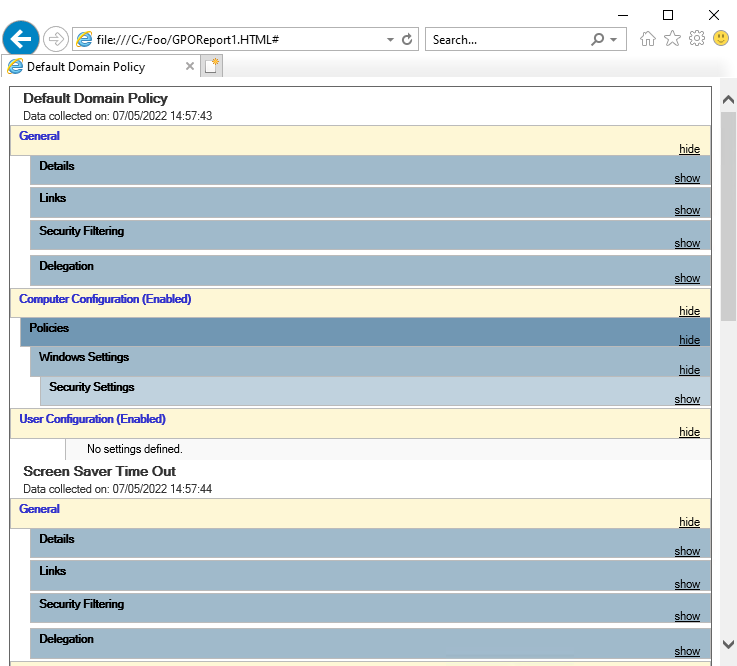 file:///C:/Foo/GPOReport1.HTML#
Search...
Default Domain Policy
Default Domain Policy
Data collected on: 07/05/2022 14:57:43
General
hide
Details
show
Links
show
Security Filtering
show
Delegation
show
Computer Configuration (Enabled)
hide
Policies
hide
Windows Settings
hide
Security Settings
show
User Configuration (Enabled)
hide
No settings defined.
Screen Saver Time Out
Data collected on: 07/05/2022 14:57:44
General
hide
Details
show
Links
show
Security Filtering
show
Delegation
show